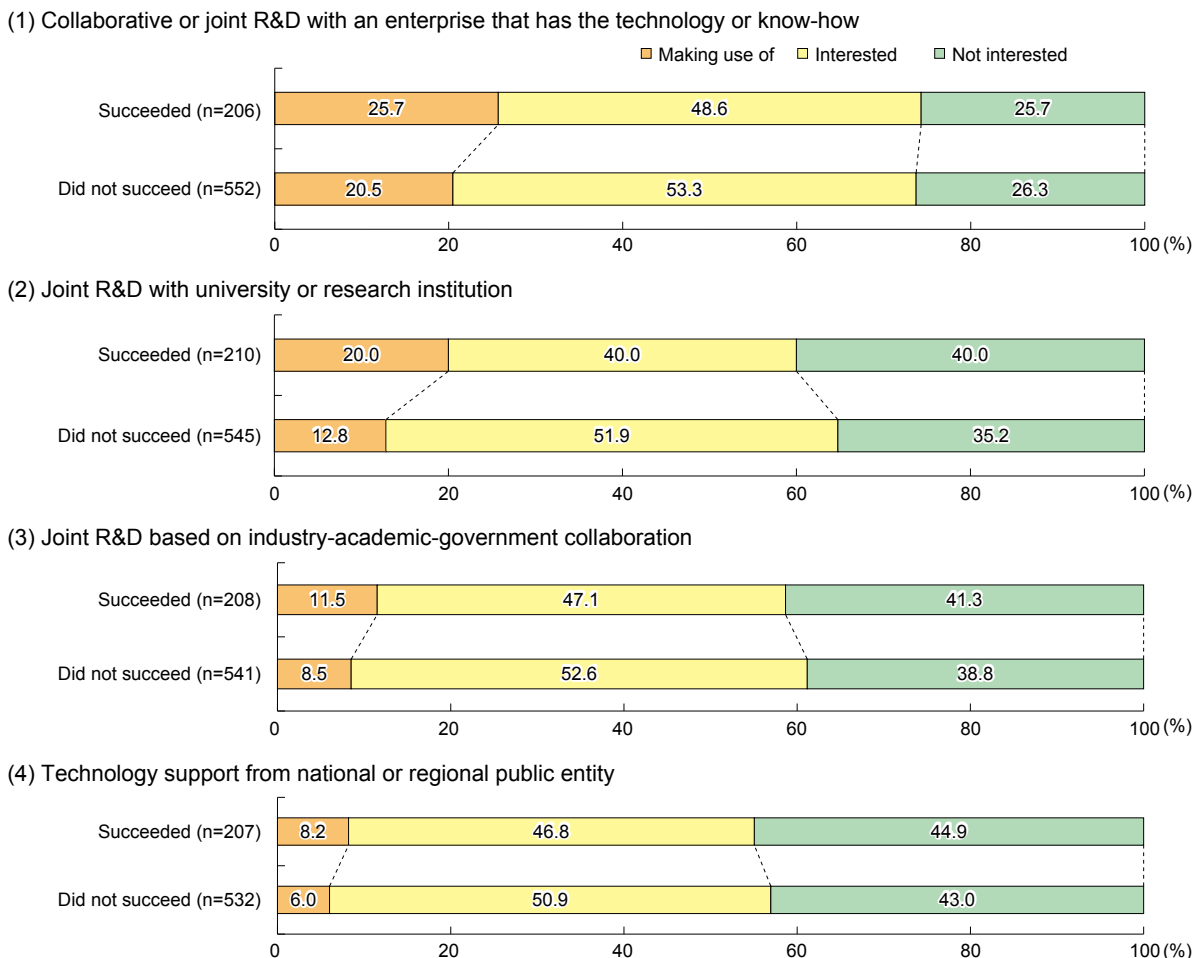 (1) Collaborative or joint R&D with an enterprise that has the technology or know-how
Making use of Interested Not interested
Succeeded (n=206) 25.7 48.6 25.7
Did not succeed (n=552) 20.5 53.3 26.3
0 20 40 60 80 100 (%)
(2) Joint R&D with university or research institution
Succeeded (n=210) 20.0 40.0 40.0
Did not succeed (n=545) 12.8 51.9 35.2
0 20 40 60 80 100 (%)
(3) Joint R&D based on industry-academic-government collaboration
Succeeded (n=208) 11.5 47.1 41.3
Did not succeed (n=541) 8.5 52.6 38.8
0 20 40 60 80 100 (%)
(4) Technology support from national or regional public entity
Succeeded (n=207) 8.2 46.8 44.9
Did not succeed (n=532) 6.0 50.9 43.0
0 20 40 60 80 100 (%)